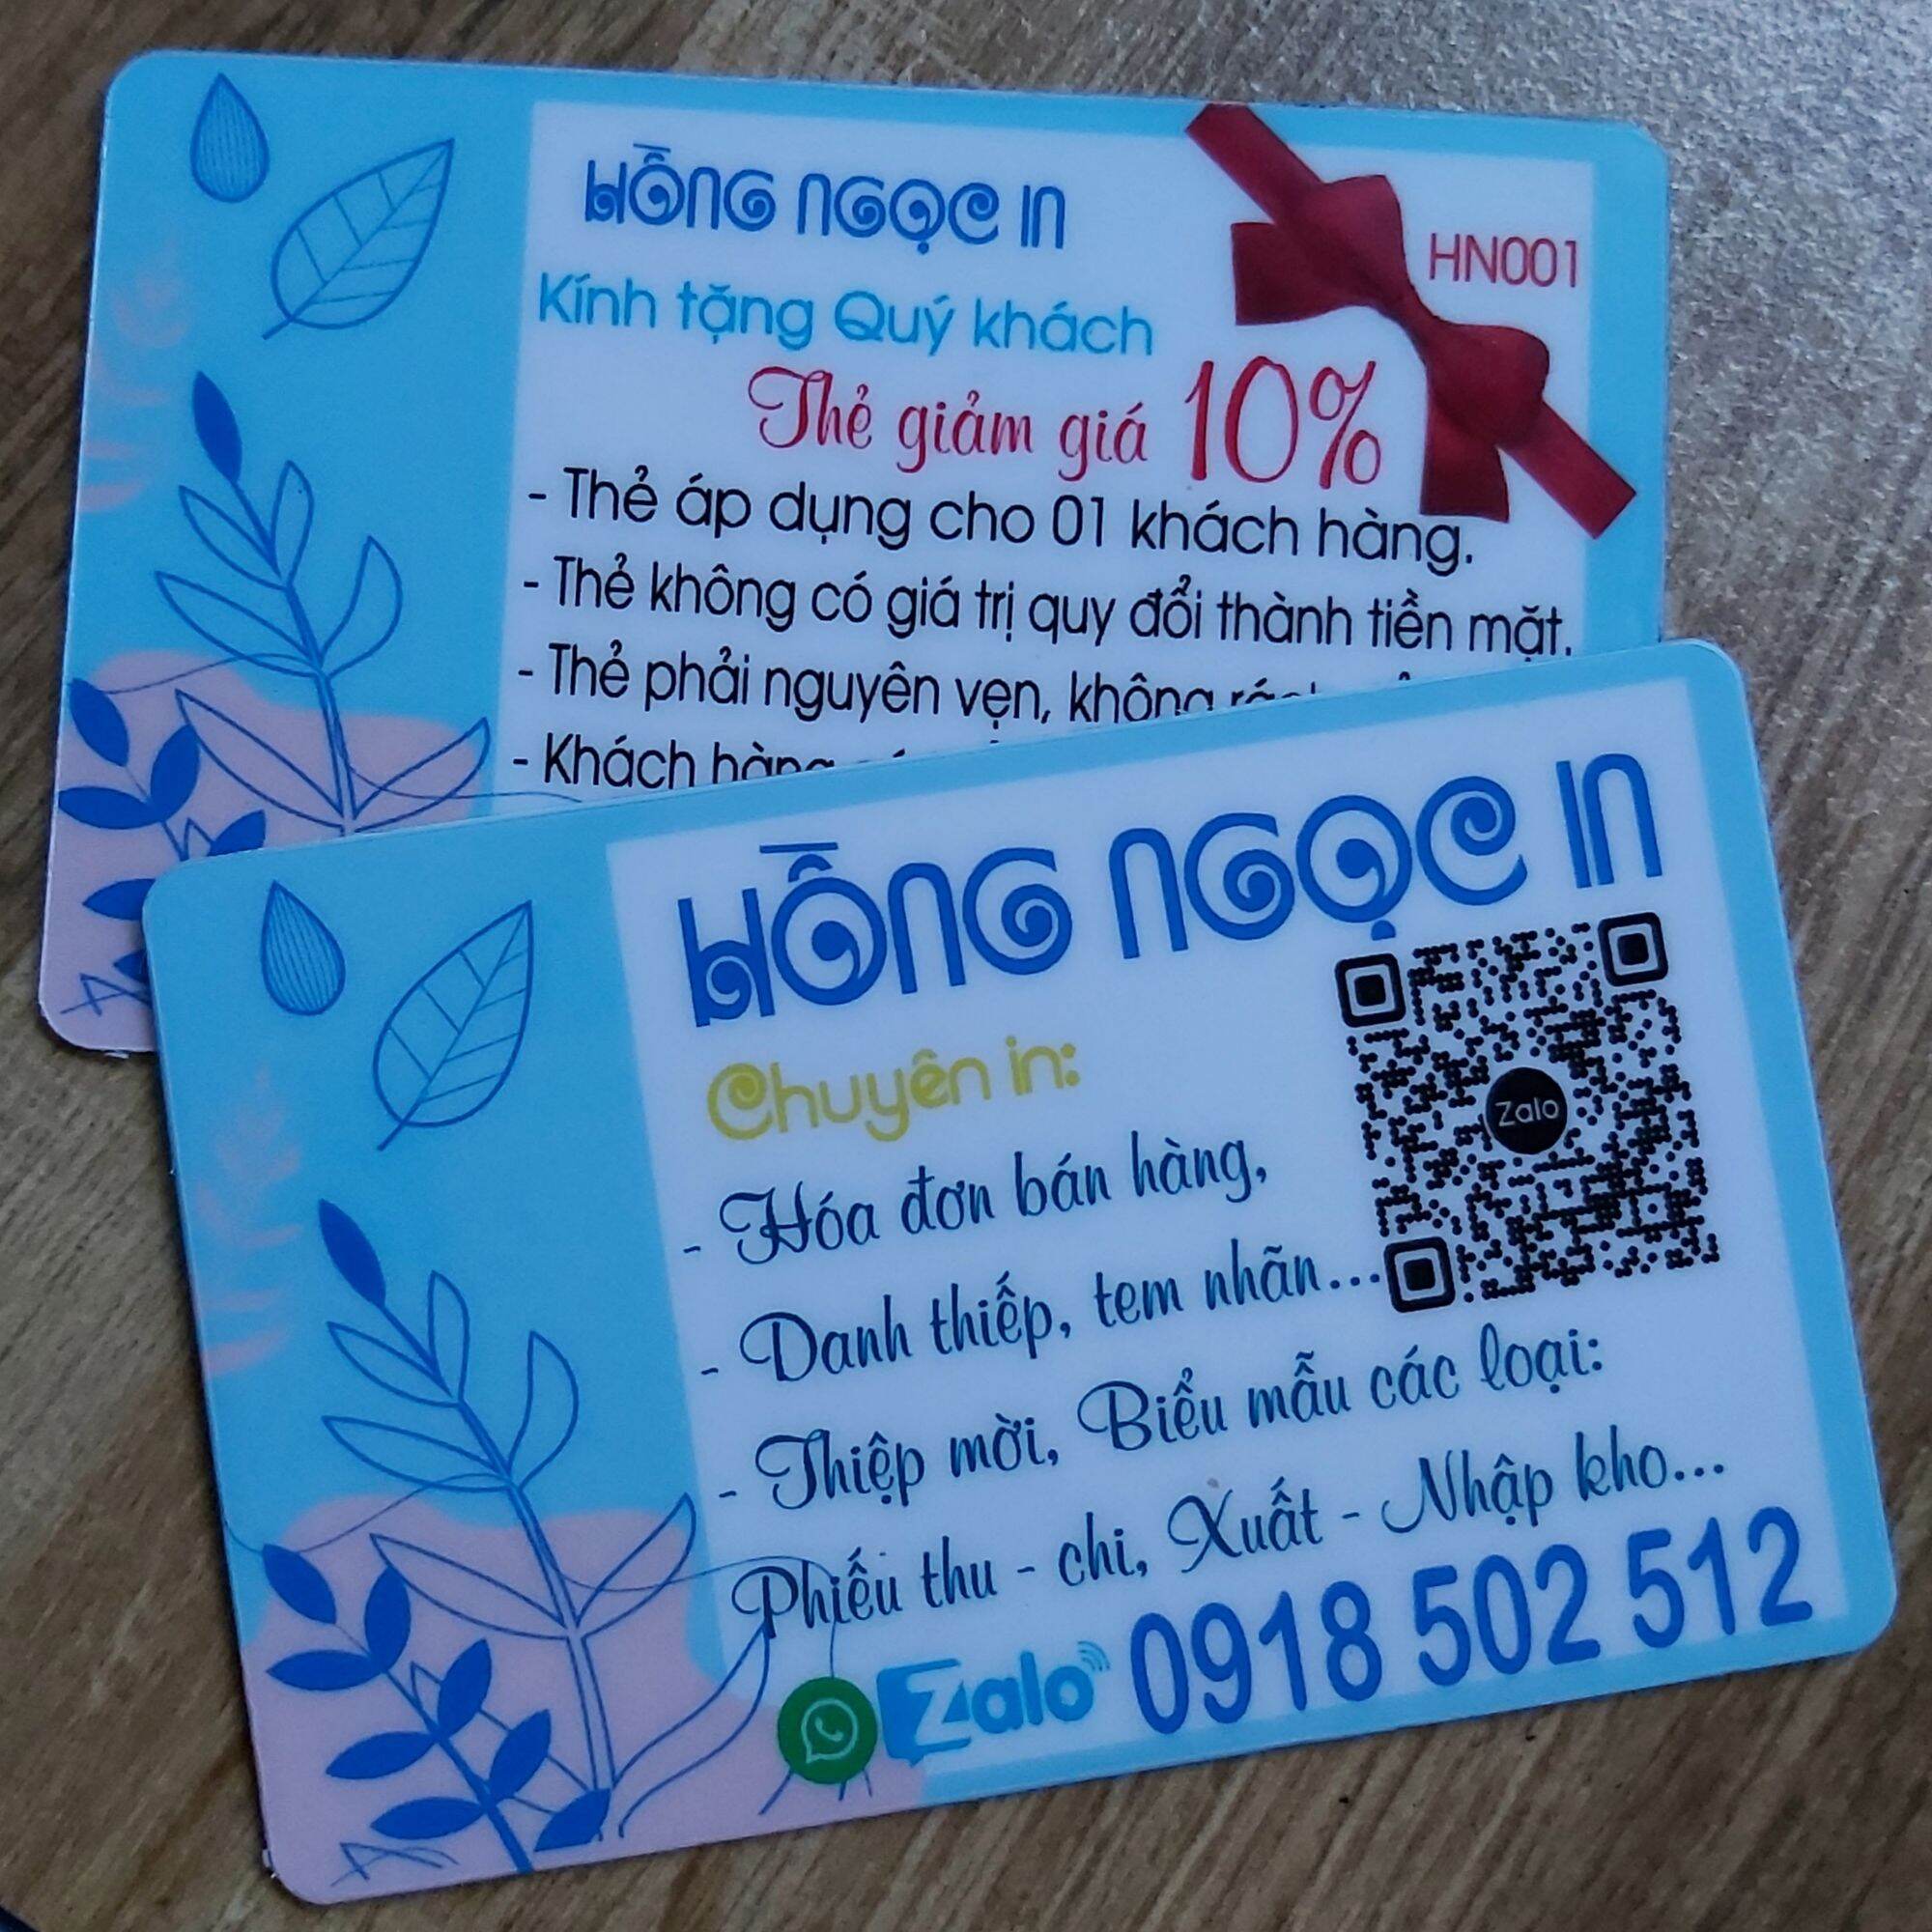 HỒNG NGỌC IN
HN001
Kính tặng Quý khách
Thẻ giảm giá 10%
- Thẻ áp dụng cho 01 khách hàng.
- Thẻ không có giá trị quy đổi thành tiền mặt.
- Thẻ phải nguyên vẹn, không
- Khách hàng
HỒNG NGỌC IN
Chuyên in:
Zalo
- Hóa đơn bán hàng,
- Danh thiếp, tem nhãn...
- Thiệp mời, Biểu mẫu các loại:
Phiếu thu - chi, Xuất - Nhập kho...
Zalo 0918 502 512